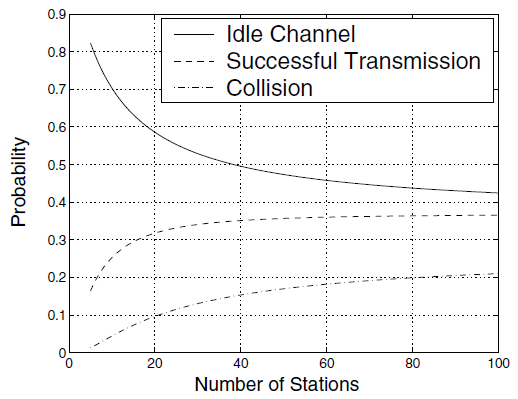 0.9
Idle Channel
Successful Transmission
Collision
0.8
0.7
0.6
0.5
0.4
0.3
0.2
0.1
0
Probability
0 20 40 60 80 100
Number of Stations